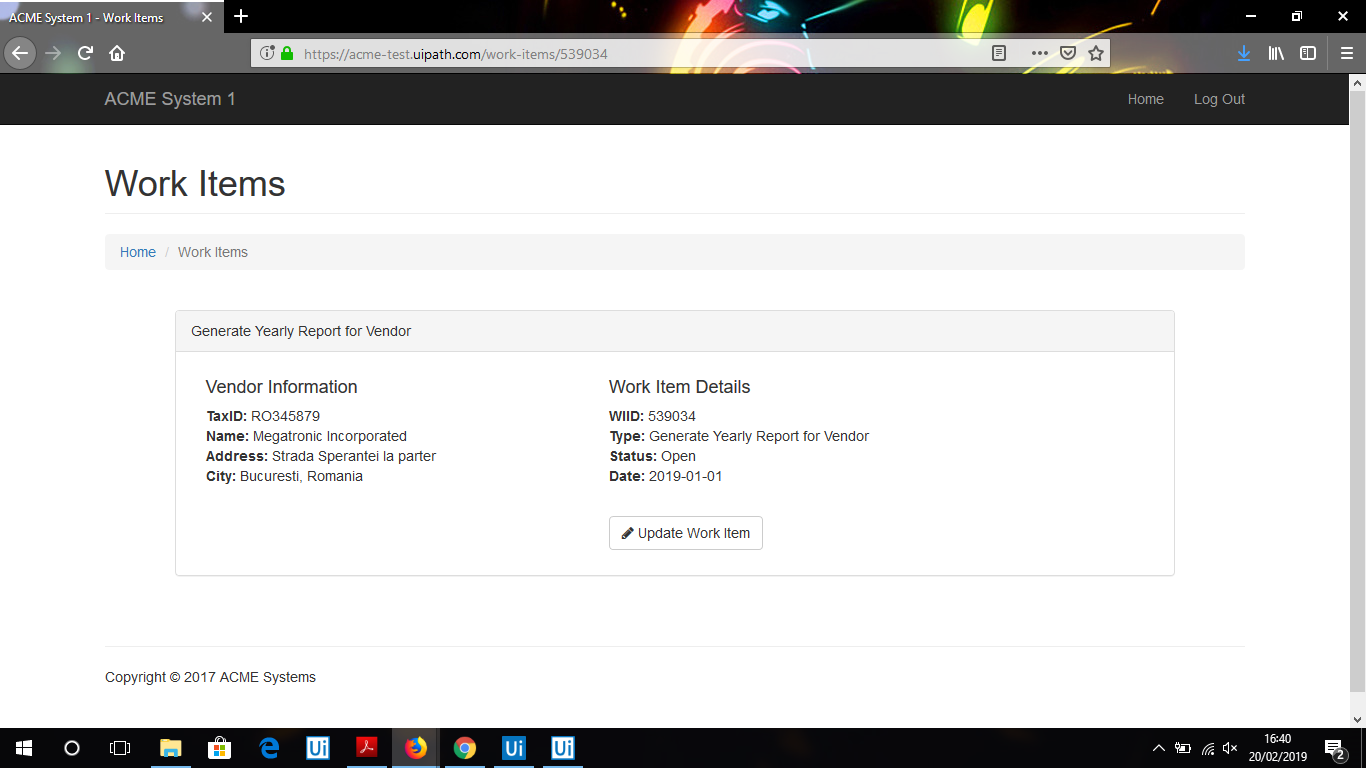 ACME System 1 - Work Items
https://acme-test.uipath.com/work-items/539034
ACME System 1
Home
Log Out
Work Items
Home / Work Items
Generate Yearly Report for Vendor
Vendor Information
TaxID: RO345879
Name: Megatronic Incorporated
Address: Strada Sperantei la parter
City: Bucuresti, Romania
Work Item Details
WIID: 539034
Type: Generate Yearly Report for Vendor
Status: Open
Date: 2019-01-01
Update Work Item
Copyright © 2017 ACME Systems
Ui
Ui
Ui
16:40
20/02/2019
2